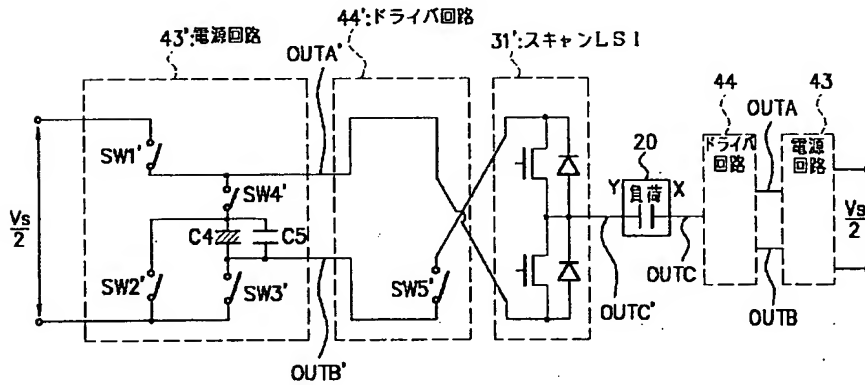 43':電源回路
44':ドライバ回路
OUTA'
31':スキャンLSI
44
OUTA
43
ドライバ
回路
電源
回路
SW1'
SW4'
20
Y
負荷
X
Vs
2
C4
C5
Vs
2
SW2'
SW3'
SW5'
OUTC
OUTC'
OUTB
OUTB'